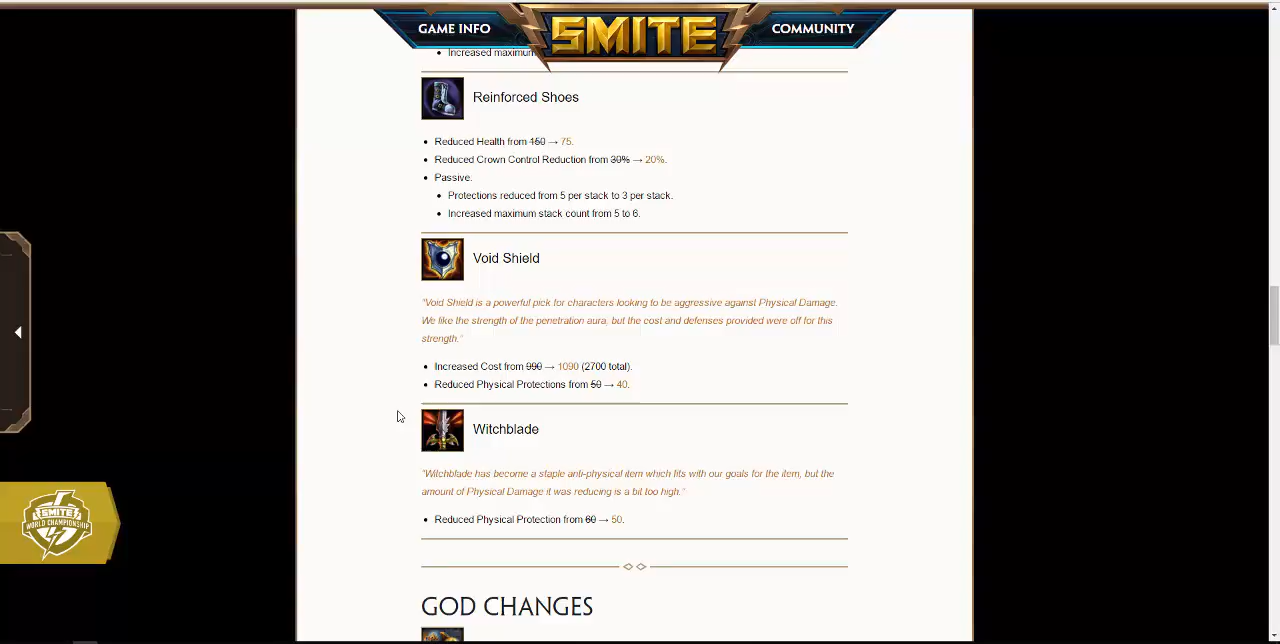 GAME INFO
SMITE
COMMUNITY
Increased maximum
Reinforced Shoes
Reduced Health from 150 → 75.
Reduced Crown Control Reduction from 30% → 20%.
Passive.
Protections reduced from 5 per stack to 3 per stack.
Increased maximum stack count from 5 to 6.
Void Shield
"Void Shield is a powerful pick for characters looking to be aggressive against Physical Damage.
We like the strength of the penetration aura, but the cost and defenses provided were off for this
strength."
Increased Cost from 990 → 1090 (2700 total).
Reduced Physical Protections from 50 → 40.
Witchblade
"Witchblade has become a staple anti-physical item which fits with our goals for the item, but the
amount of Physical Damage it was reducing is a bit too high."
Reduced Physical Protection from 60 → 50.
SMITE
WORLD CHAMPIONSHIP
GOD CHANGES